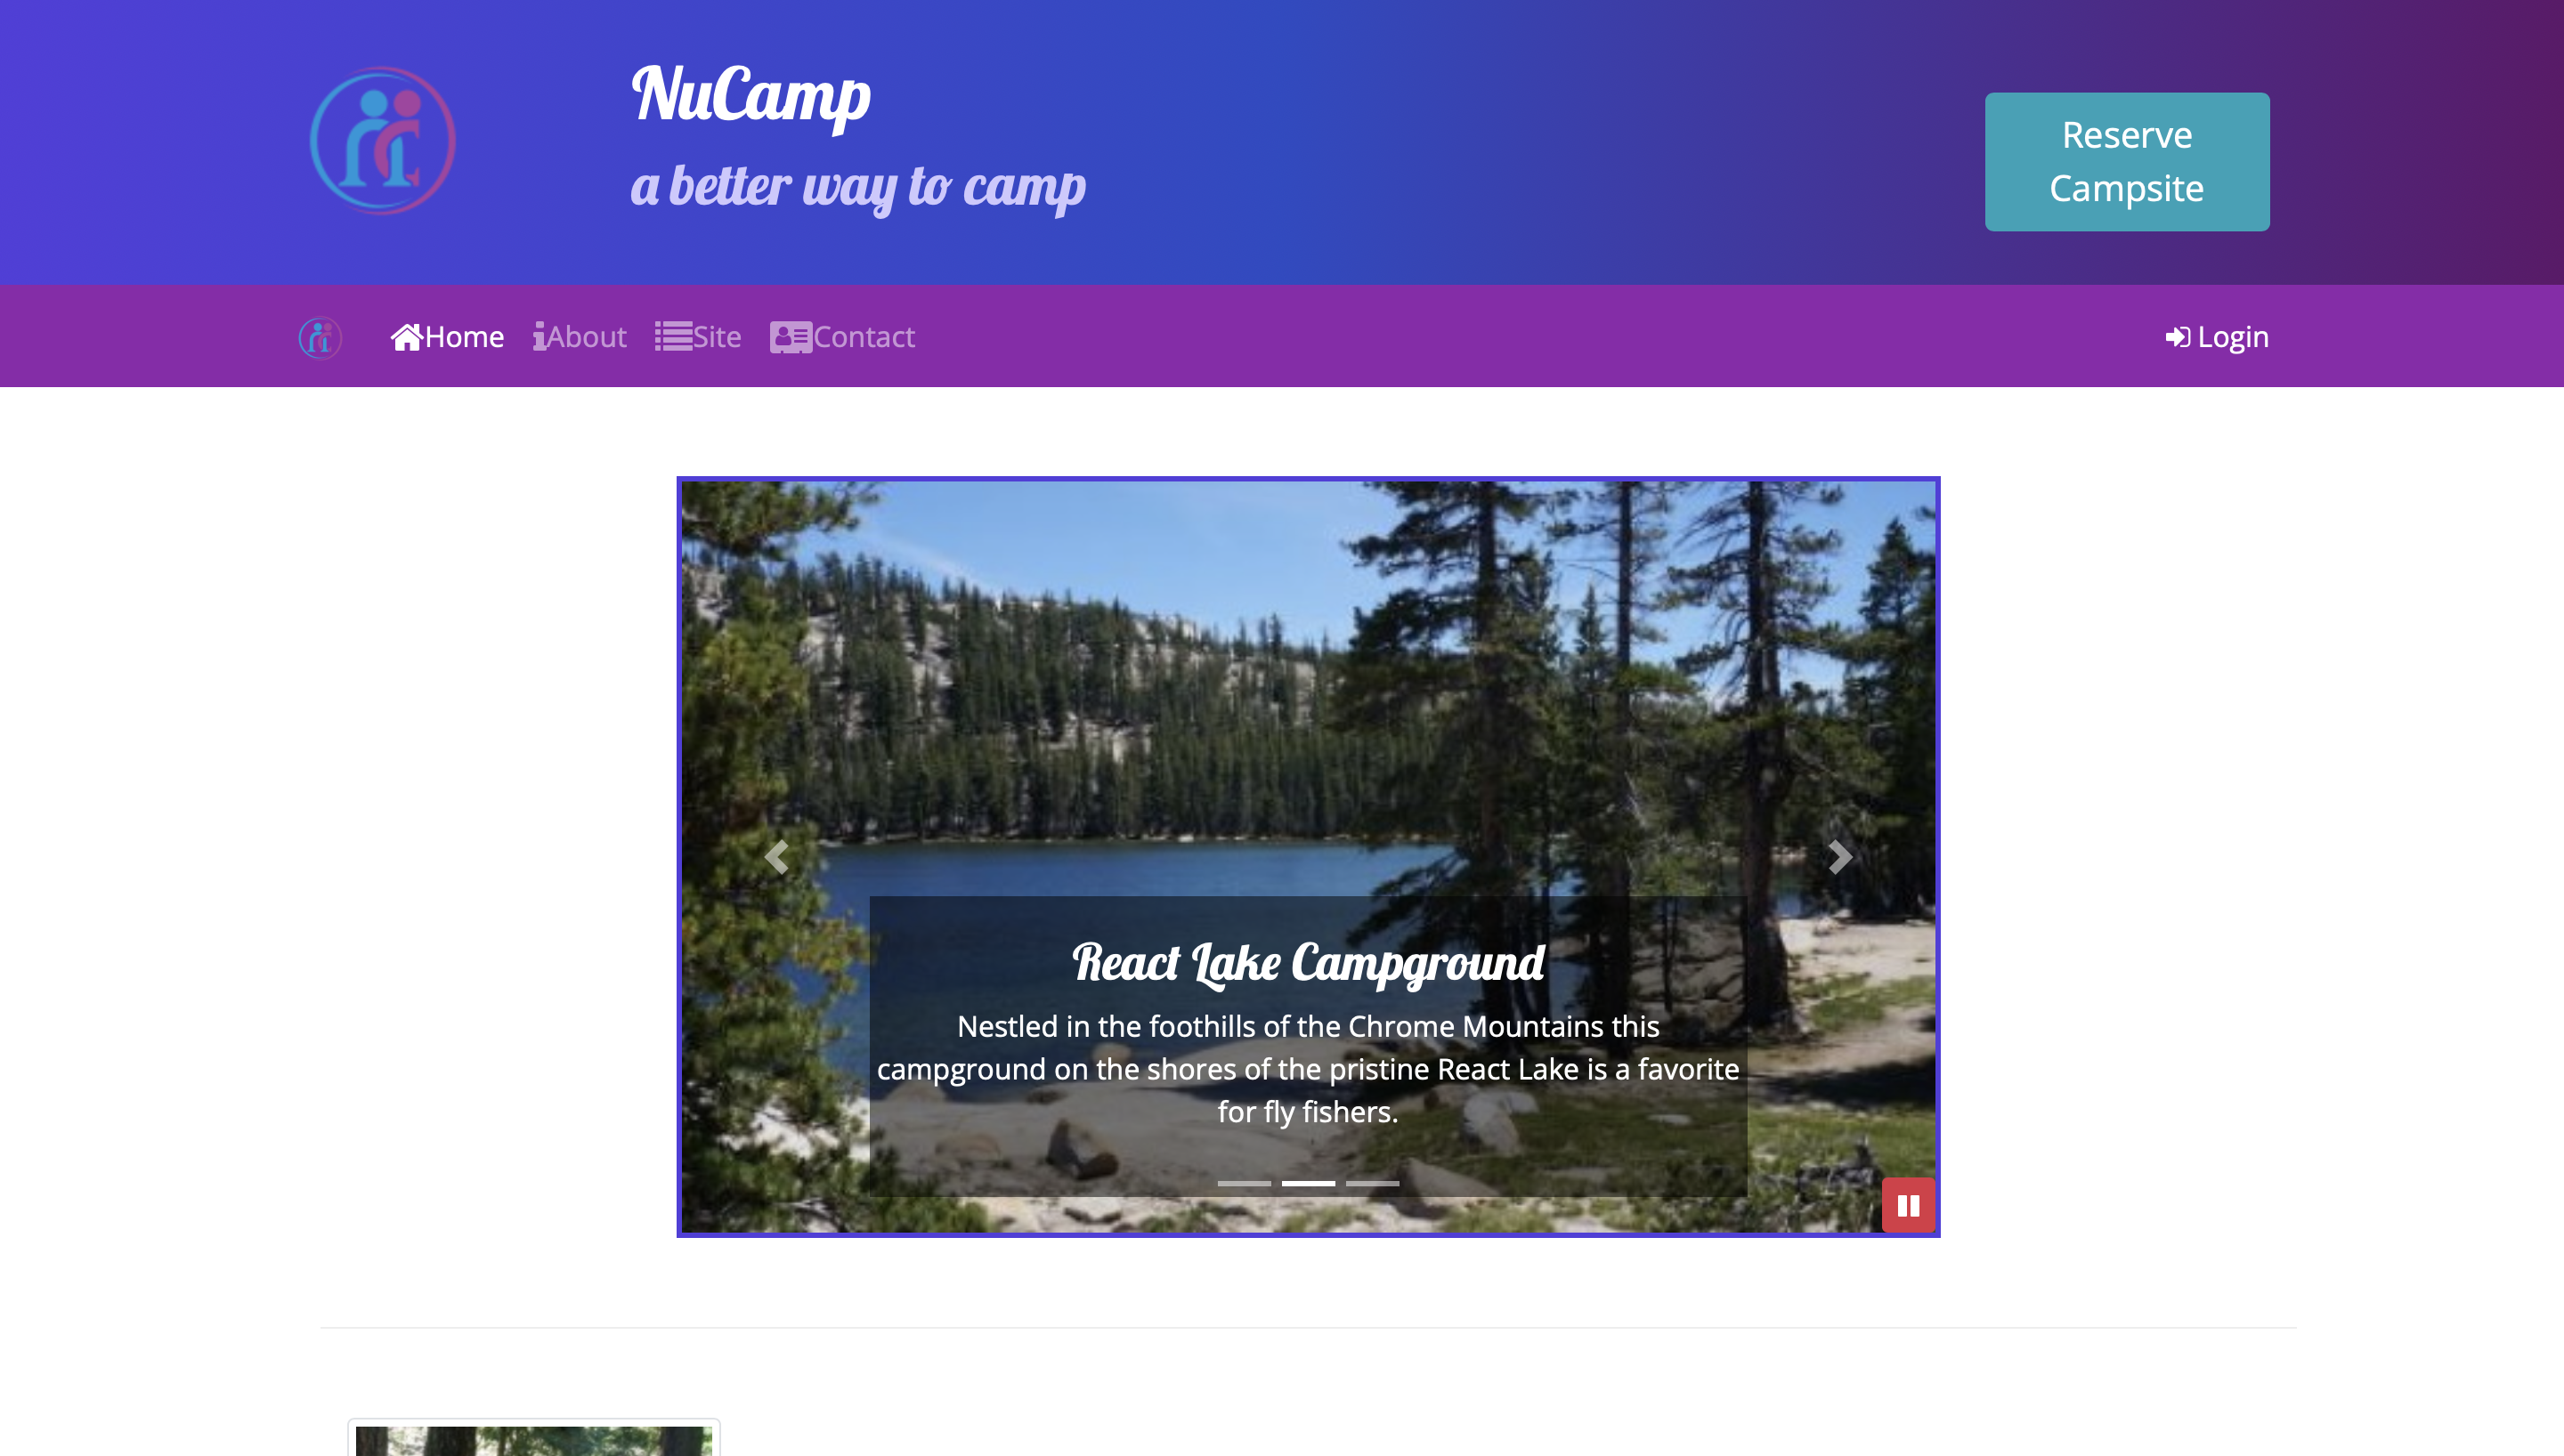 NuCamp
a better way to camp
Reserve
Campsite
Home About Site Contact Login
React Lake Campground
Nestled in the foothills of the Chrome Mountains this
campground on the shores of the pristine React Lake is a favorite
for fly fishers.